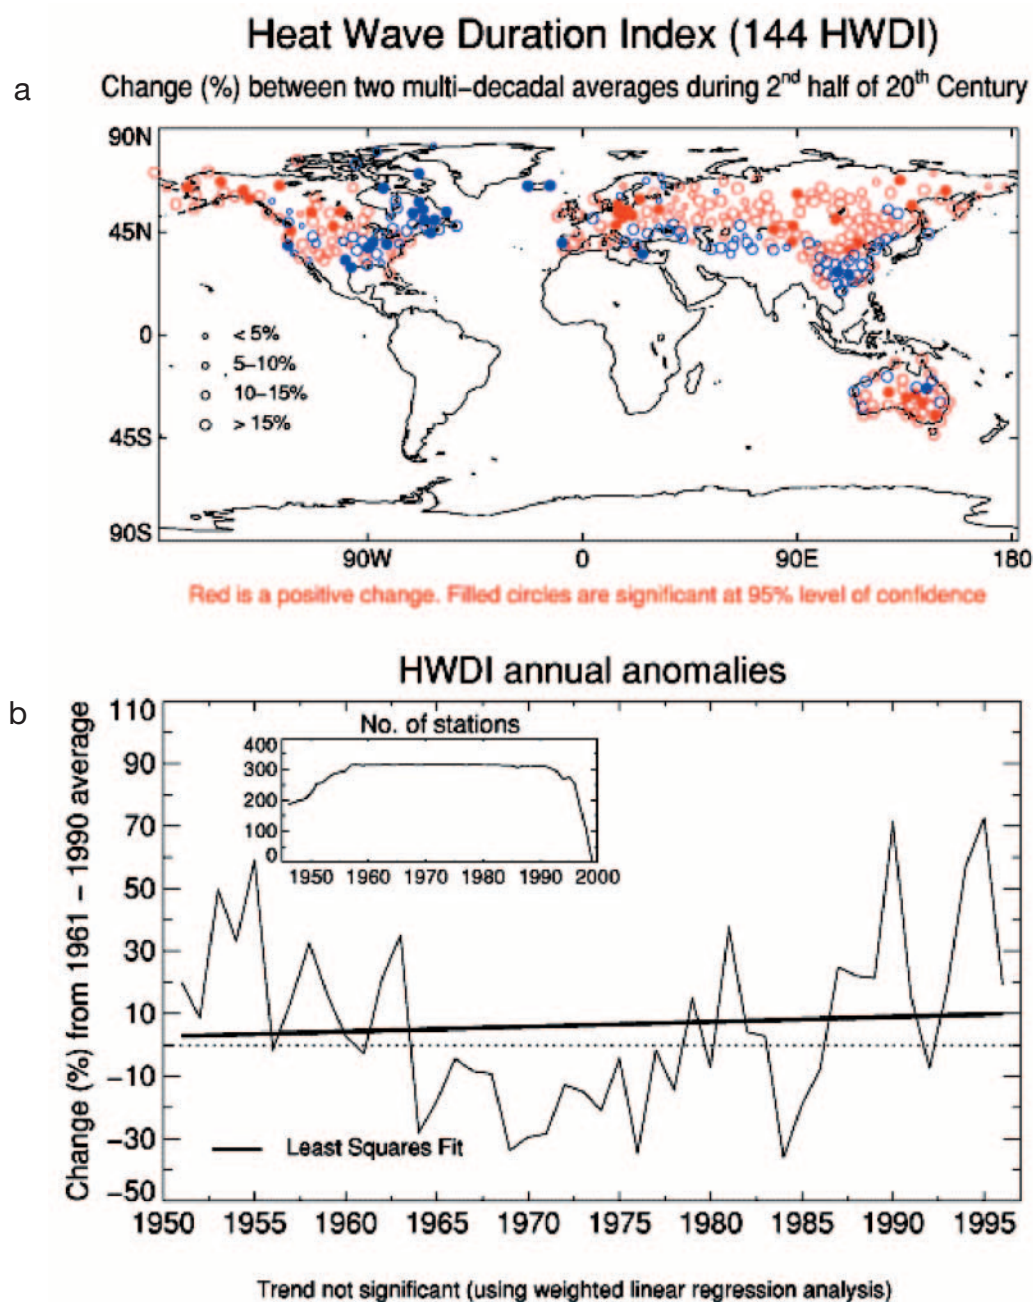 Heat Wave Duration Index (144 HWDI)
a
Change (%) between two multi-decadal averages during 2nd half of 20th Century
90N
45N
0
45S
90S
< 5%
5-10%
10-15%
> 15%
90W 0 90E 180
Red is a positive change. Filled circles are significant at 95% level of confidence
HWDI annual anomalies
b
Change (%) from 1961 - 1990 average
110
90
70
50
30
10
-10
-30
-50
No. of stations
400
300
200
100
0
1950 1960 1970 1980 1990 2000
Least Squares Fit
1950 1955 1960 1965 1970 1975 1980 1985 1990 1995
Trend not significant (using weighted linear regression analysis)